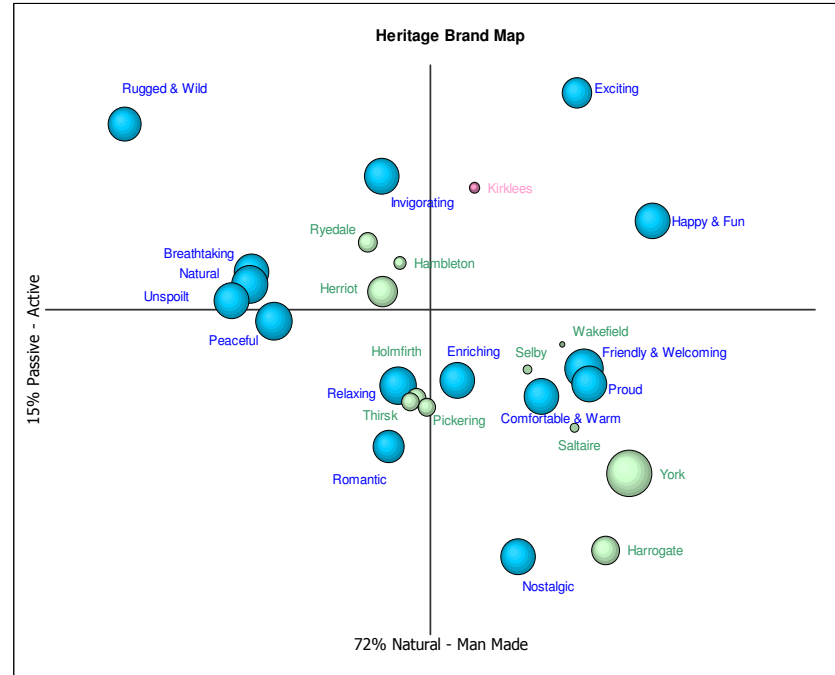 Heritage Brand Map
Rugged & Wild
Exciting
Kirklees
Invigorating
Happy & Fun
Ryedale
Breathtaking
Hambleton
Natural
Herriot
Unspoilt
Peaceful
Wakefield
Holmfirth
Enriching
Selby
Friendly & Welcoming
Relaxing
Proud
Thirsk
Pickering
Comfortable & Warm
Saltaire
Romantic
York
Harrogate
Nostalgic
15% Passive - Active
72% Natural - Man Made